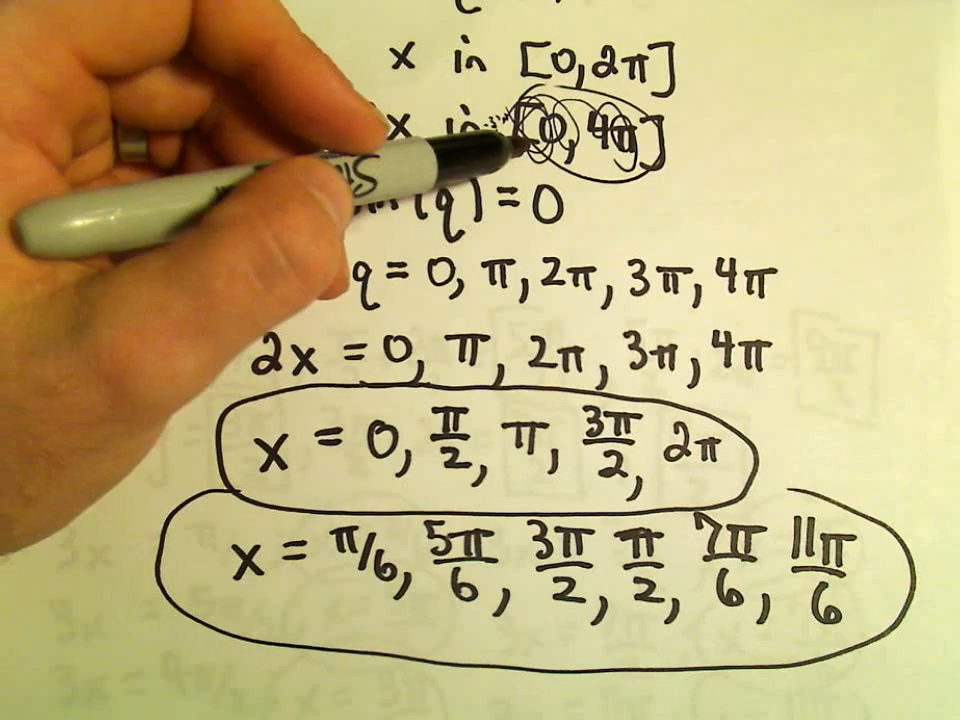 x in [0, 2π]
x in [0, 4π]
(q) = 0
q = 0, π, 2π, 3π, 4π
2x = 0, π, 2π, 3π, 4π
x = 0, π/2, π, 3π/2, 2π
x = π/6, 5π/6, 3π/2, π/2, 7π/6, 11π/6